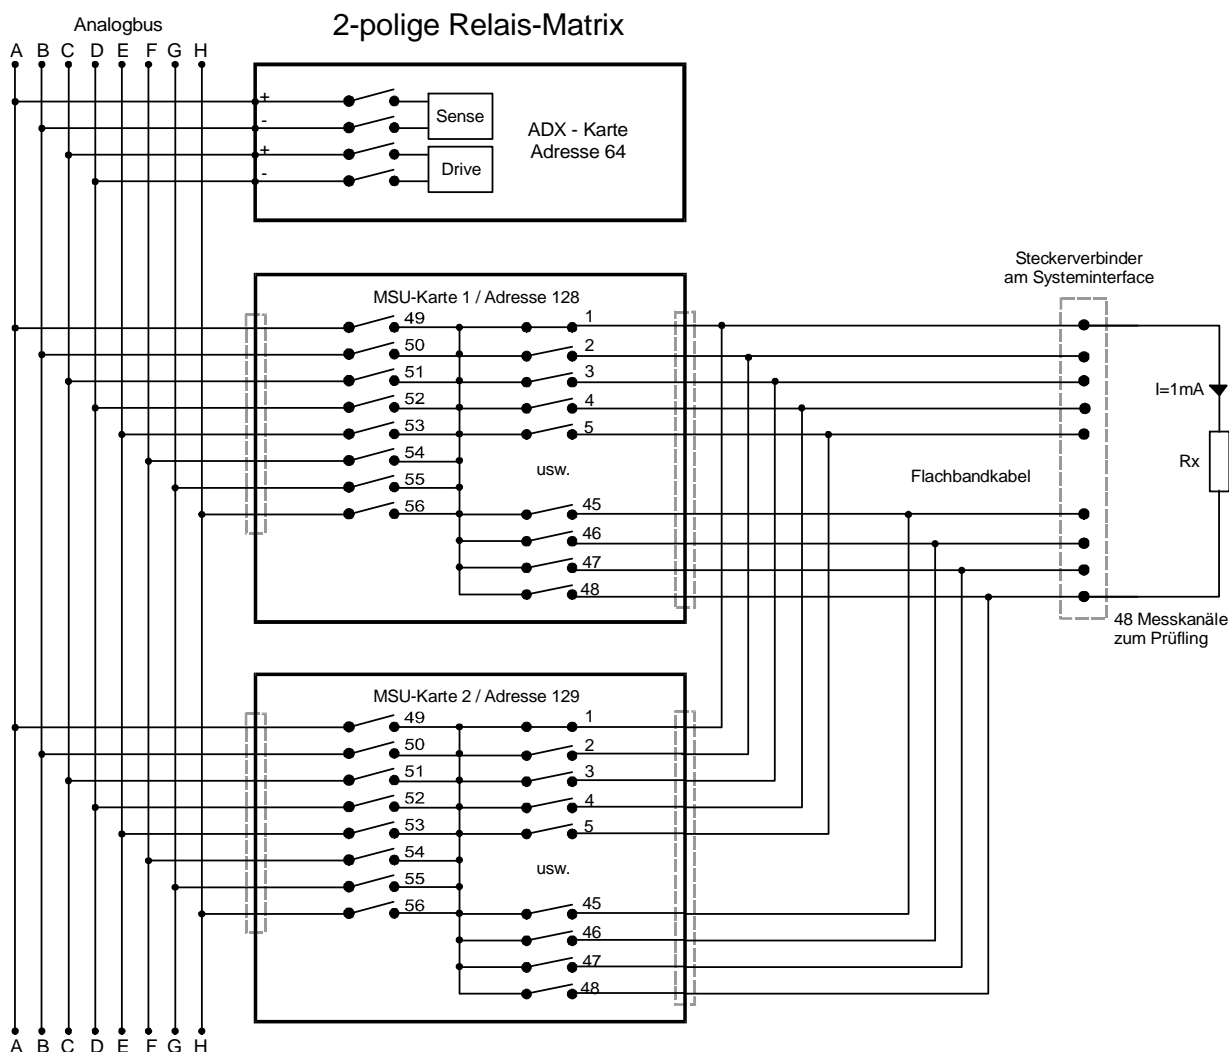 Analogbus
2-polige Relais-Matrix
A B C D E F G H
+
-
Sense
+
-
Drive
ADX - Karte
Adresse 64
MSU-Karte 1 / Adresse 128
49
50
51
52
53
54
55
56
1
2
3
4
5
usw.
45
46
47
48
Steckerverbinder
am Systeminterface
I=1mA
Rx
Flachbandkabel
48 Messkanäle
zum Prüfling
MSU-Karte 2 / Adresse 129
49
50
51
52
53
54
55
56
1
2
3
4
5
usw.
45
46
47
48
A B C D E F G H